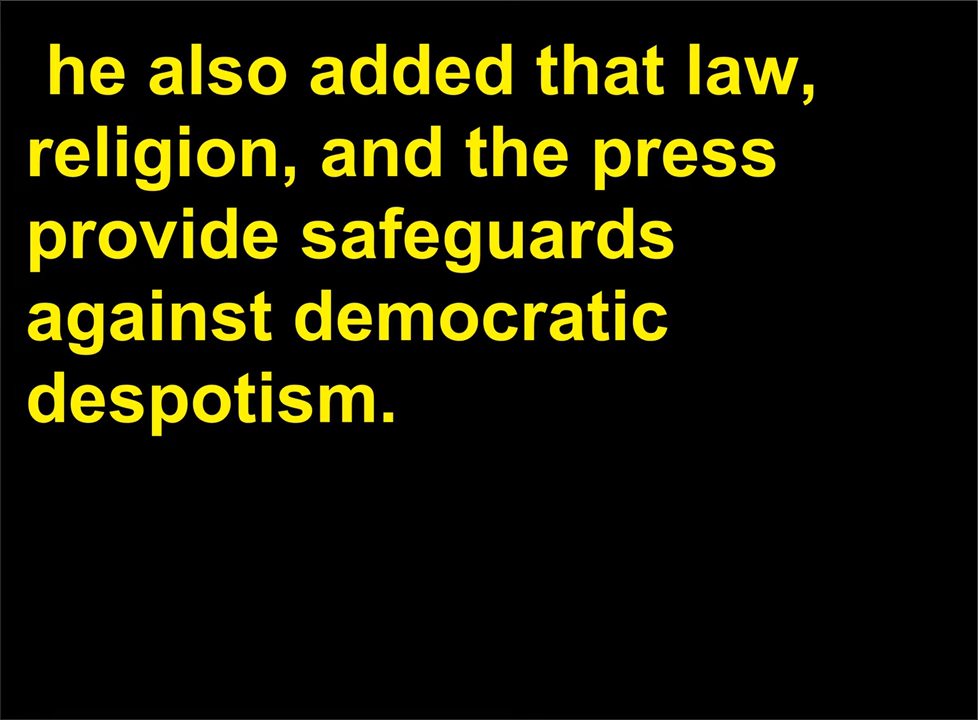 he also added that law,
religion, and the press
provide safeguards
against democratic
despotism.